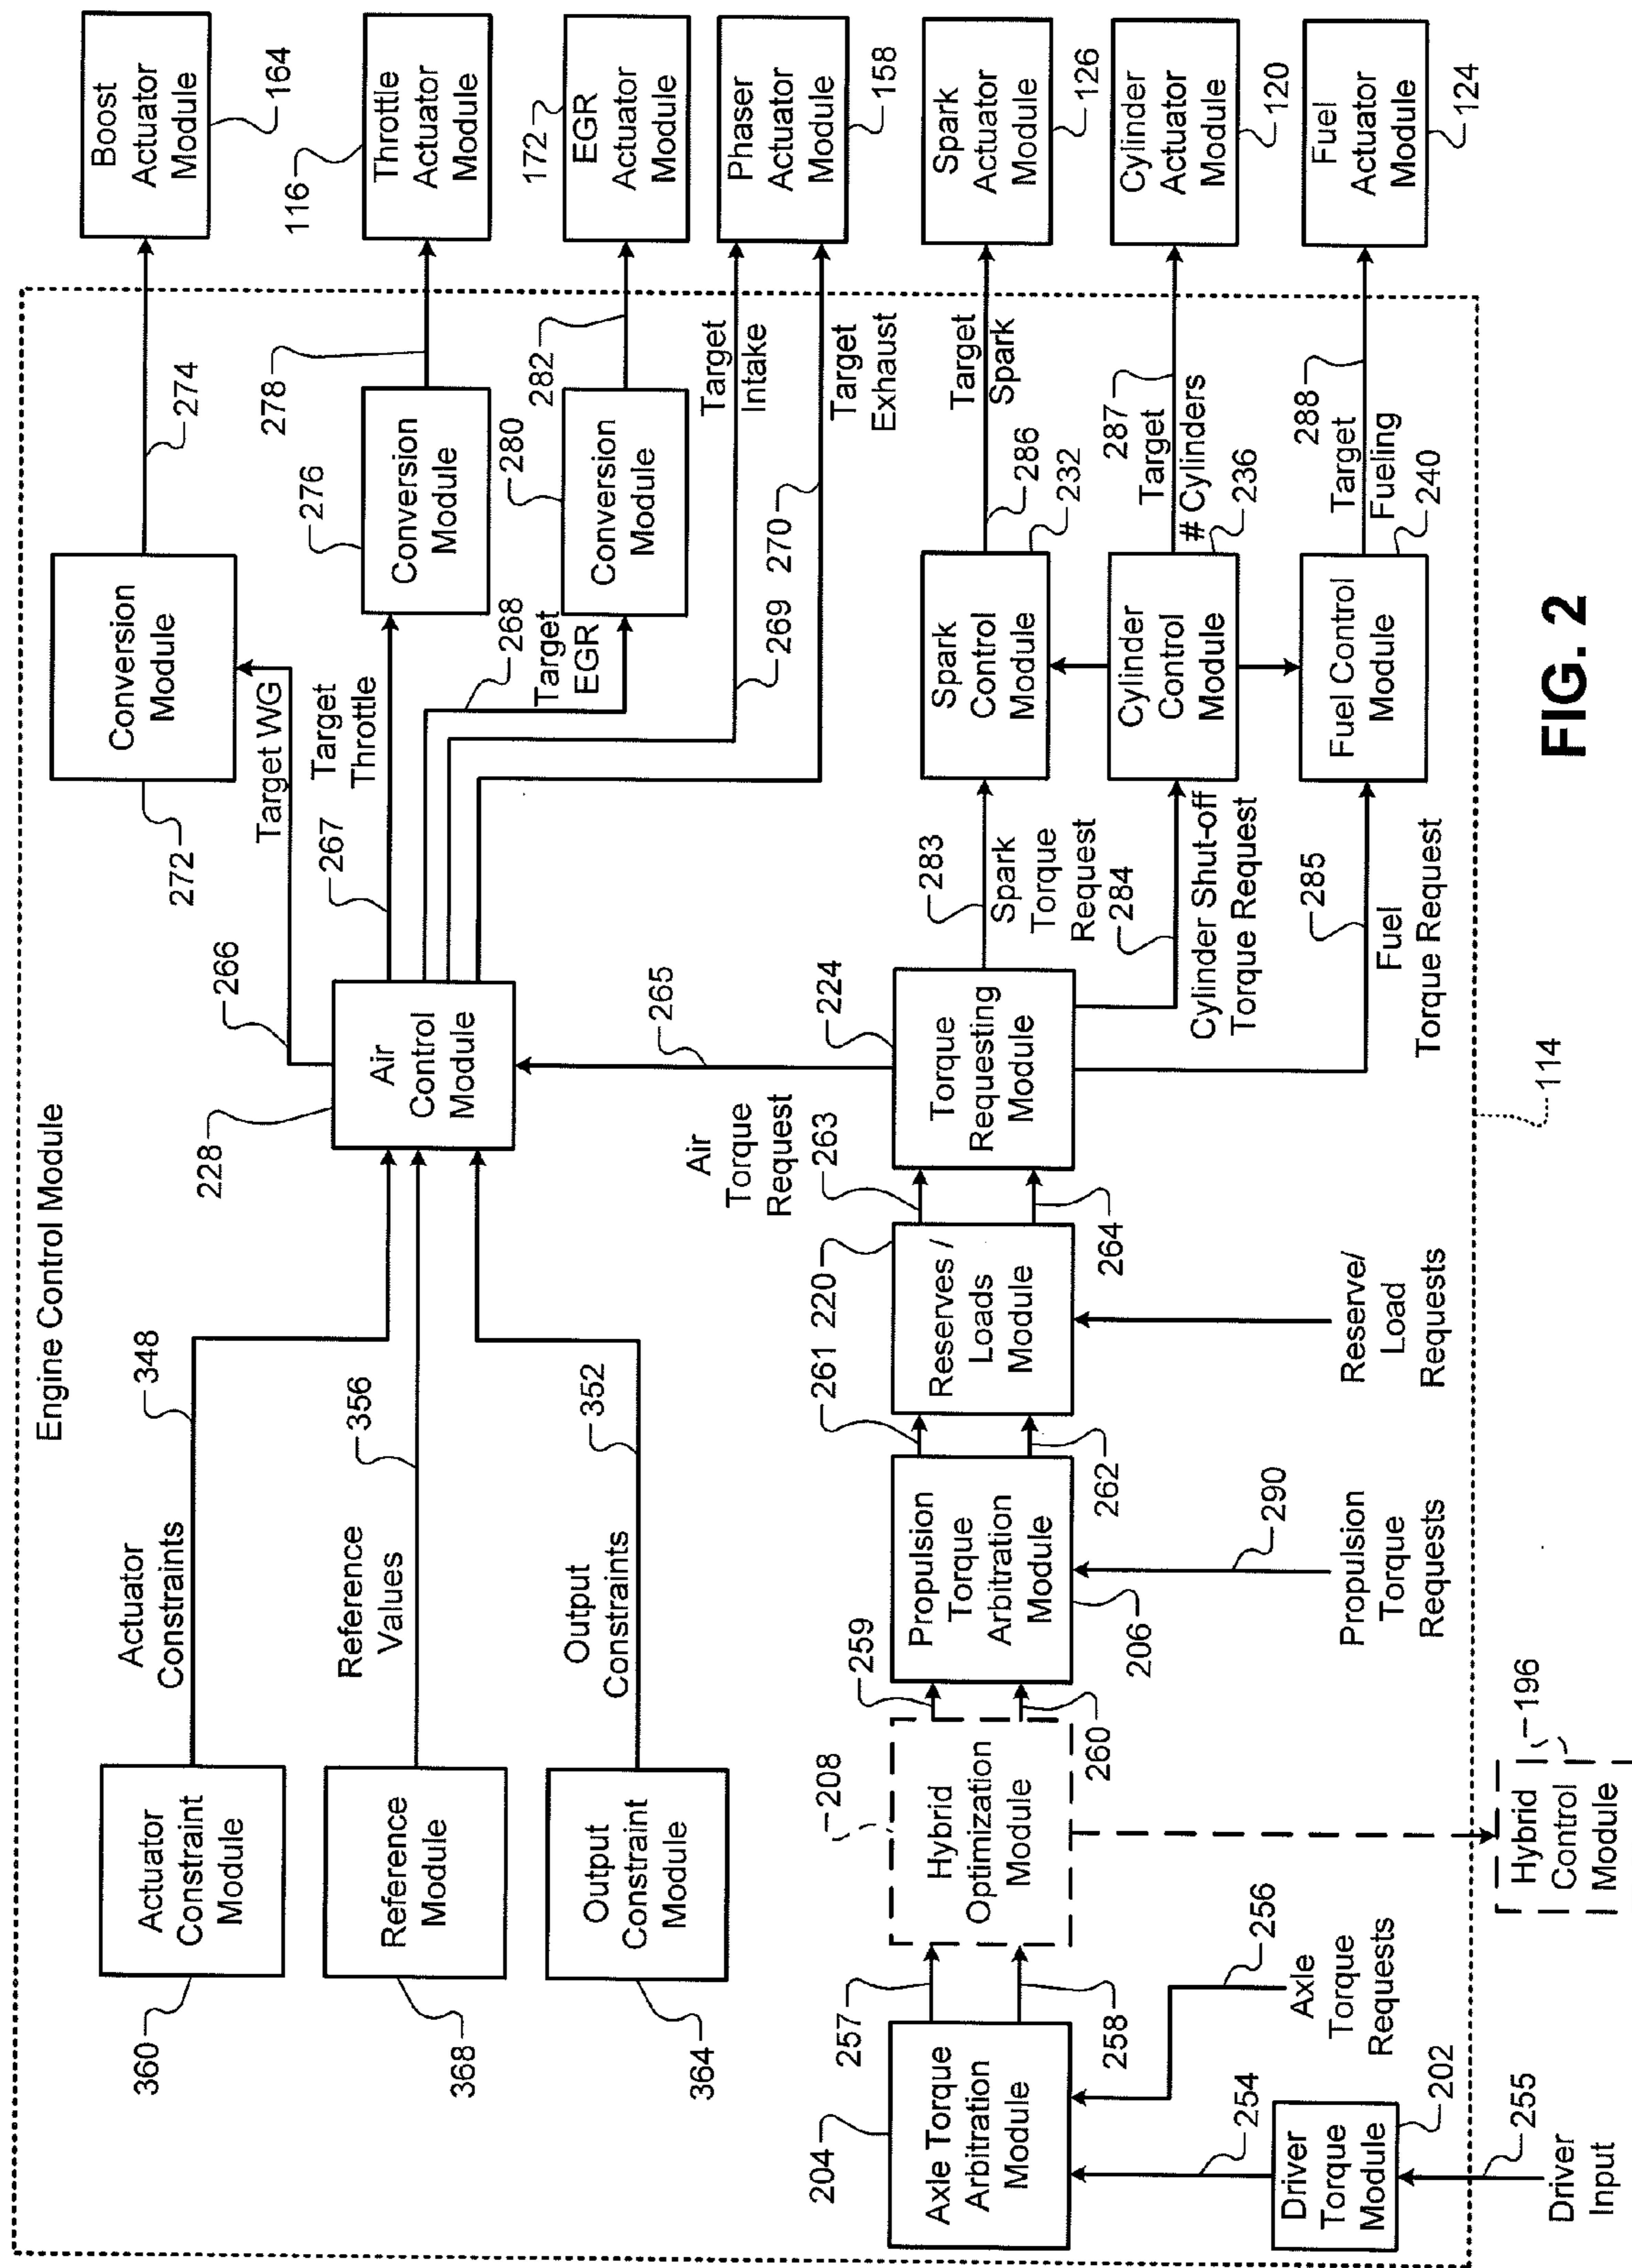 Engine Control Module
Actuator
Constraint
Module
360
Actuator
Constraints
348
Reference
Module
368
Reference
Values
356
Output
Constraint
Module
364
Output
Constraints
352
228
Air
Control
Module
266
Target WG
272
Conversion
Module
274
Boost
Actuator
Module
164
267
Target
Throttle
276
Conversion
Module
278
116
Throttle
Actuator
Module
268
Target
EGR
280
Conversion
Module
282
172
EGR
Actuator
Module
269
Target
Intake
270
Target
Exhaust
Phaser
Actuator
Module
158
Air
Torque
Request
265
204
Axle Torque
Arbitration
Module
257
258
208
Hybrid
Optimization
Module
259
260
Propulsion
Torque
Arbitration
Module
206
261
262
220
Reserves /
Loads
Module
263
264
224
Torque
Requesting
Module
283
Spark
Torque
Request
Spark
Control
Module
232
286
Target
Spark
Spark
Actuator
Module
126
284
Cylinder Shut-off
Torque Request
Cylinder
Control
Module
236
287
Target
# Cylinders
Cylinder
Actuator
Module
120
285
Fuel
Torque Request
Fuel Control
Module
240
288
Target
Fueling
Fuel
Actuator
Module
124
254
256
Axle
Torque
Requests
Driver
Torque
Module
202
255
Driver
Input
196
Hybrid
Control
Module
290
Propulsion
Torque
Requests
Reserve/
Load
Requests
114
FIG. 2